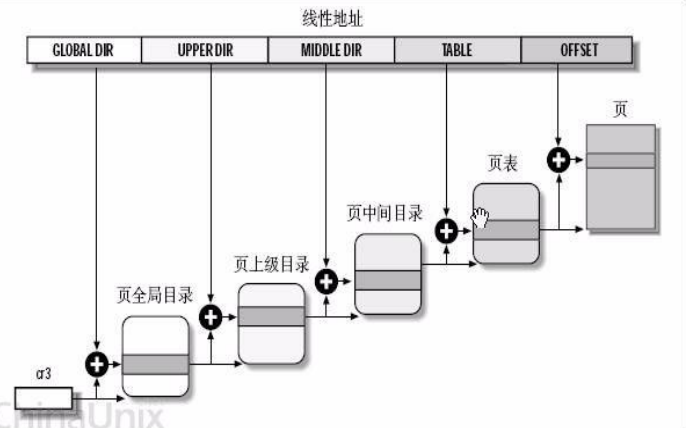 线性地址
GLOBAL DIR UPPER DIR MIDDLE DIR TABLE OFFSET
页
页表
页中间目录
页上级目录
页全局目录
cr3
ChinaUnix